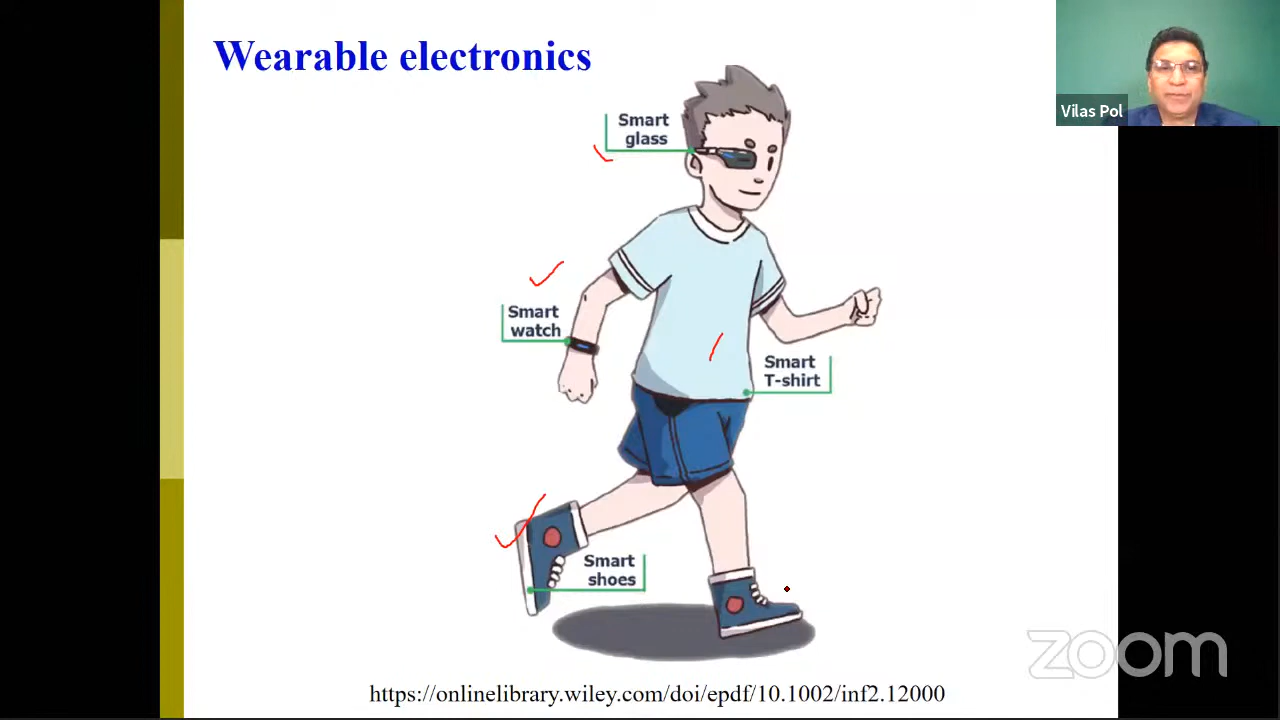 Wearable electronics
Vilas Pol
Smart
glass
Smart
watch
Smart
T-shirt
Smart
shoes
zoom
https://onlinelibrary.wiley.com/doi/epdf/10.1002/inf2.12000